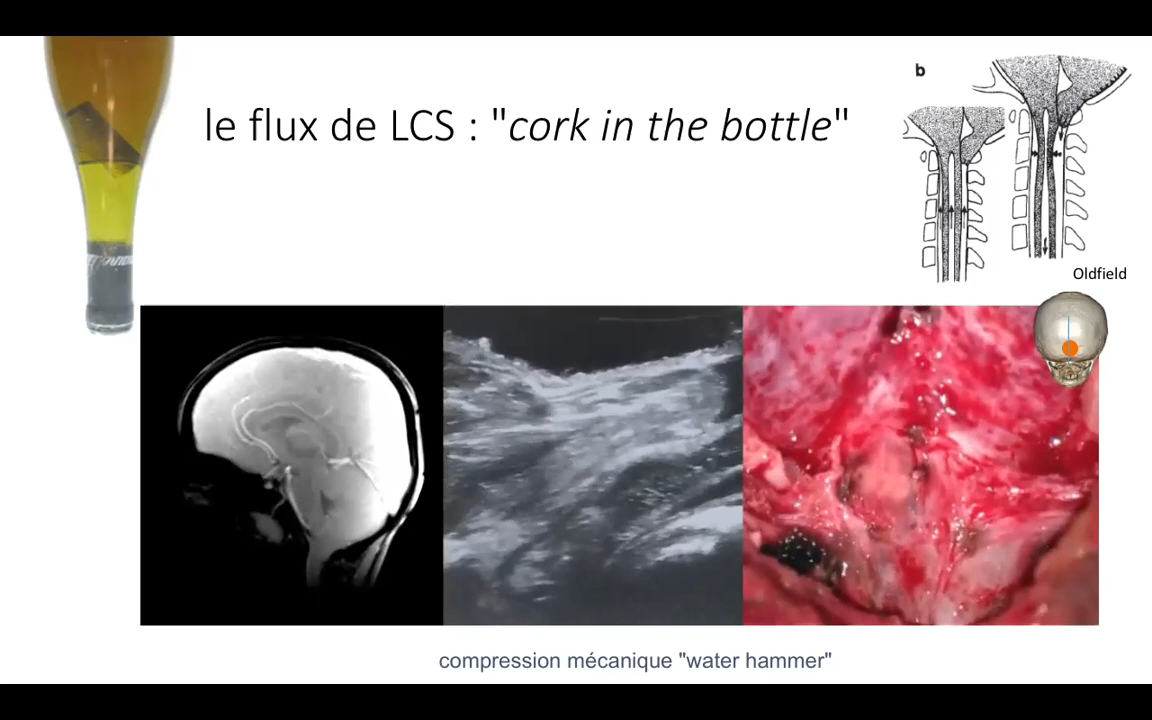 le flux de LCS : "cork in the bottle"
b
Oldfield
compression mécanique "water hammer"